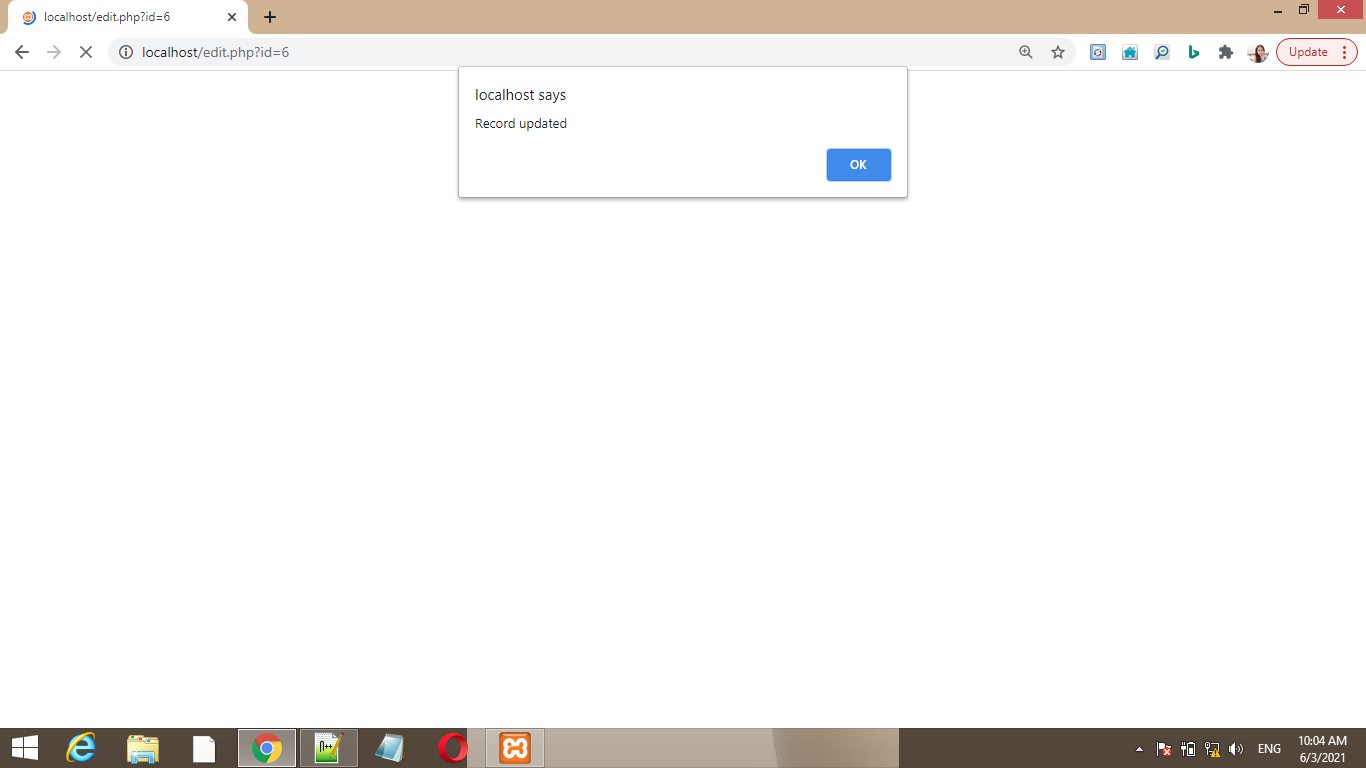 localhost/edit.php?id=6
localhost/edit.php?id=6
Update
localhost says
Record updated
OK
ENG
10:04 AM
6/3/2021